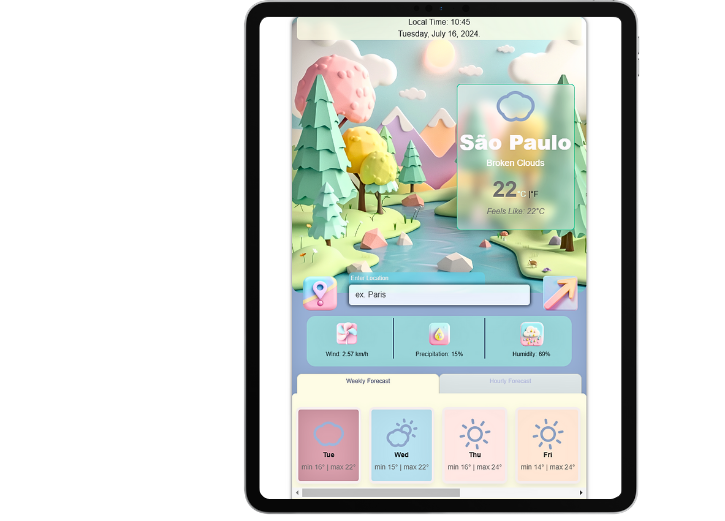 Local Time: 10:45
Tuesday, July 16, 2024.
São Paulo
Broken Clouds
22°C |°F
Feels Like: 22°C
Enter Location
ex. Paris
Wind: 2.57 km/h
Precipitation: 15%
Humidity: 69%
Weekly Forecast
Hourly Forecast
Tue
min 16° | max 22°
Wed
min 15° | max 22°
Thu
min 16° | max 24°
Fri
min 14° | max 24°